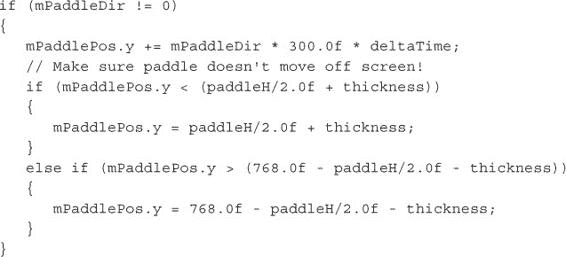 if (mPaddleDir != 0)
{
   mPaddlePos.y += mPaddleDir * 300.0f * deltaTime;
   // Make sure paddle doesn't move off screen!
   if (mPaddlePos.y < (paddleH/2.0f + thickness))
   {
      mPaddlePos.y = paddleH/2.0f + thickness;
   }
   else if (mPaddlePos.y > (768.0f - paddleH/2.0f - thickness))
   {
      mPaddlePos.y = 768.0f - paddleH/2.0f - thickness;
   }
}